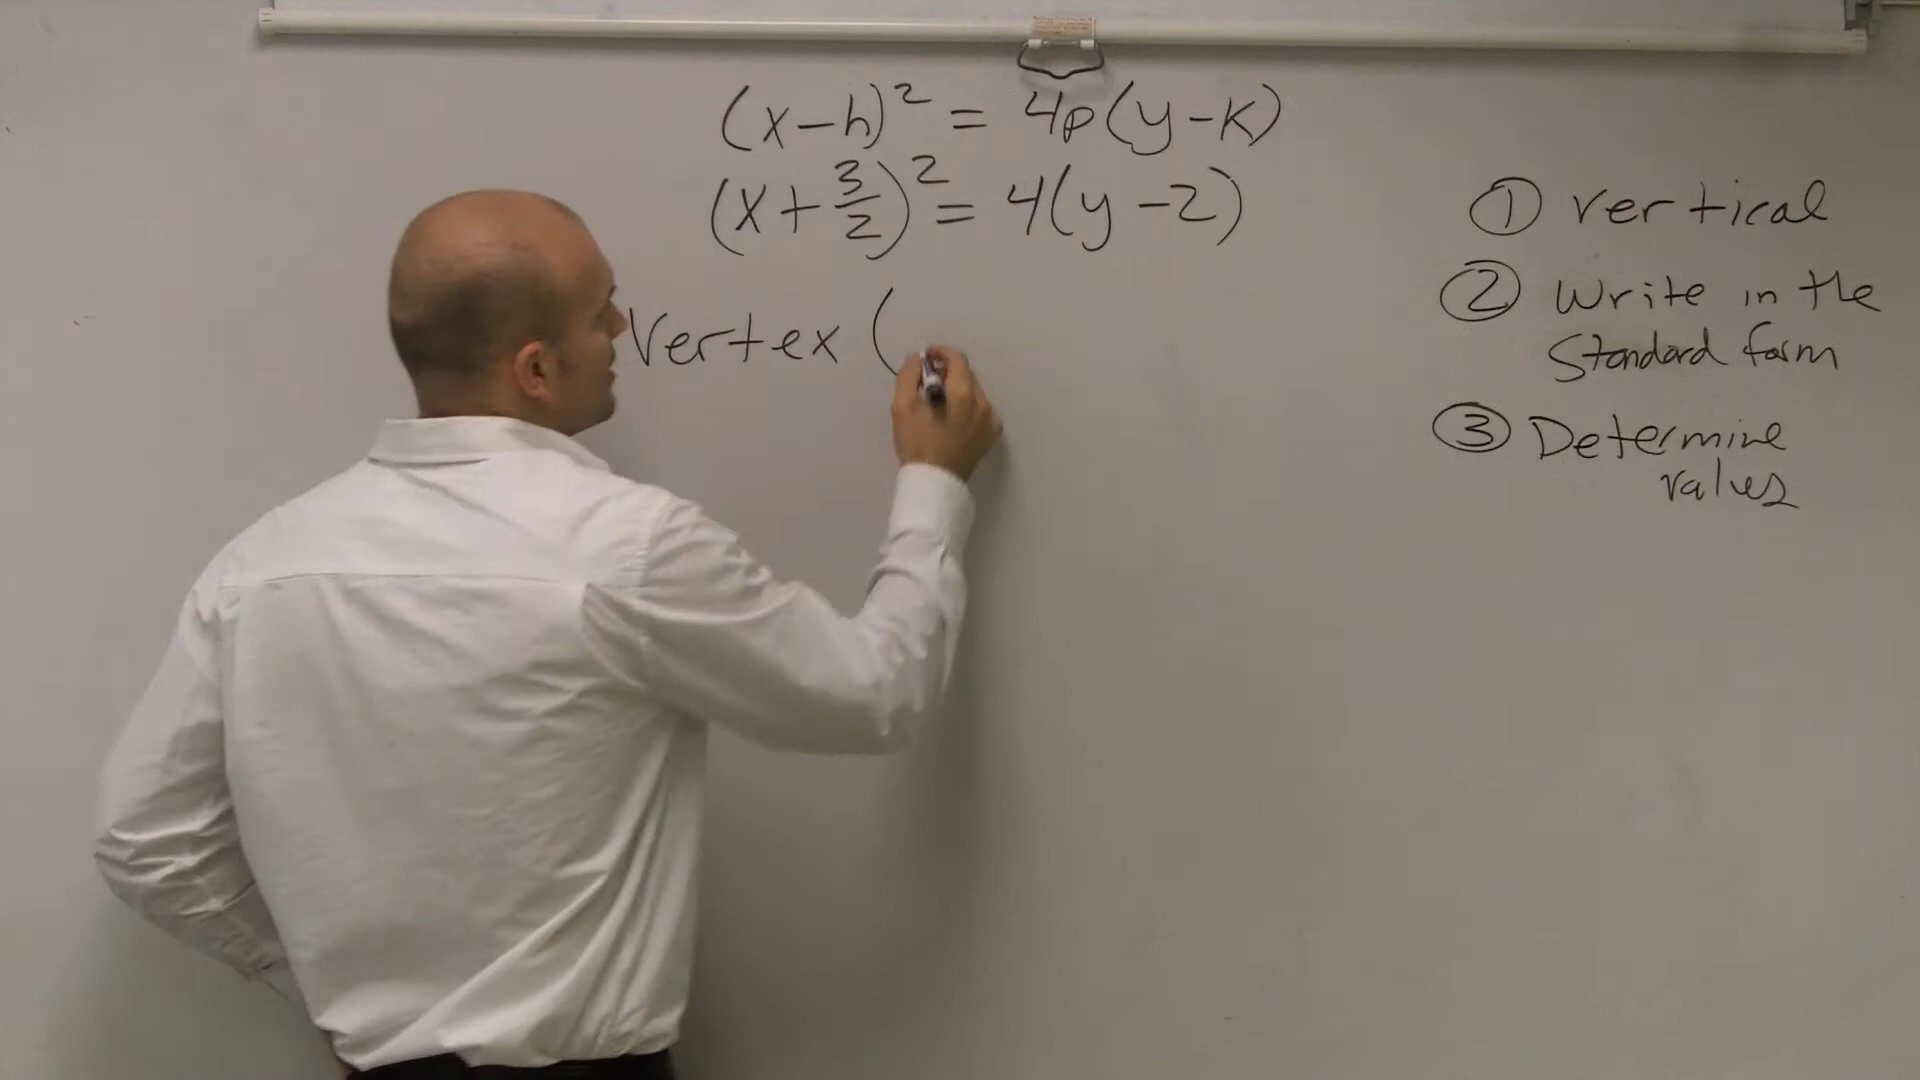 (x-h)² = 4p(y-k)
(x+3/2)² = 4(y-2)
Vertex (
① vertical
② Write in the
Standard form
③ Determine
values